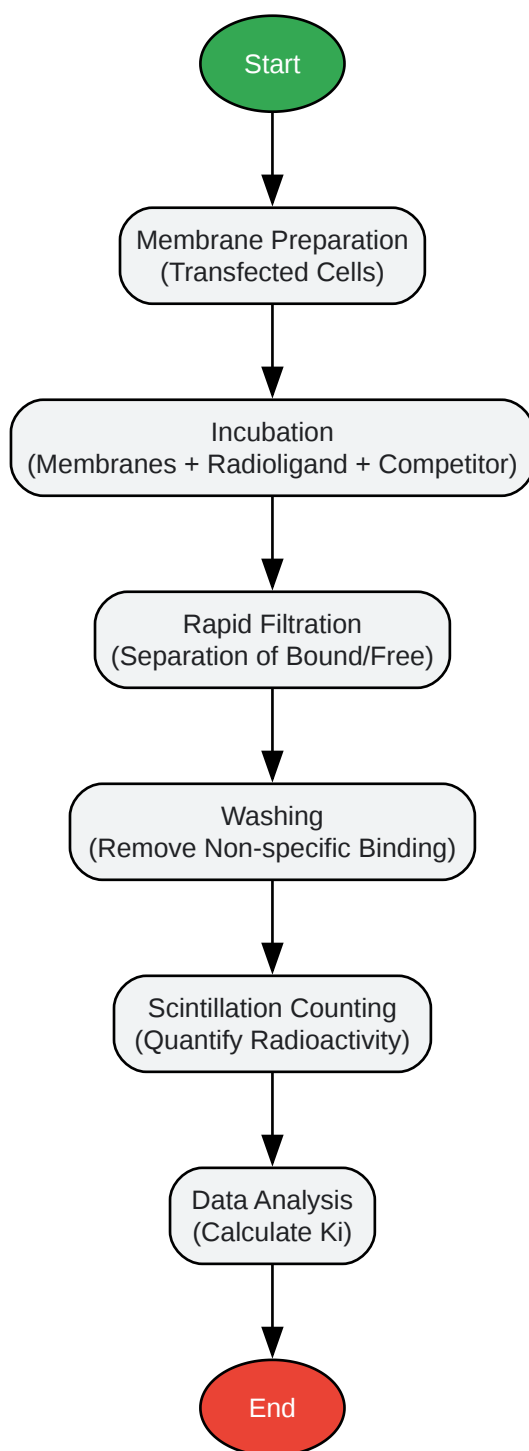 Start
Membrane Preparation
(Transfected Cells)
Incubation
(Membranes + Radioligand + Competitor)
Rapid Filtration
(Separation of Bound/Free)
Washing
(Remove Non-specific Binding)
Scintillation Counting
(Quantify Radioactivity)
Data Analysis
(Calculate Ki)
End